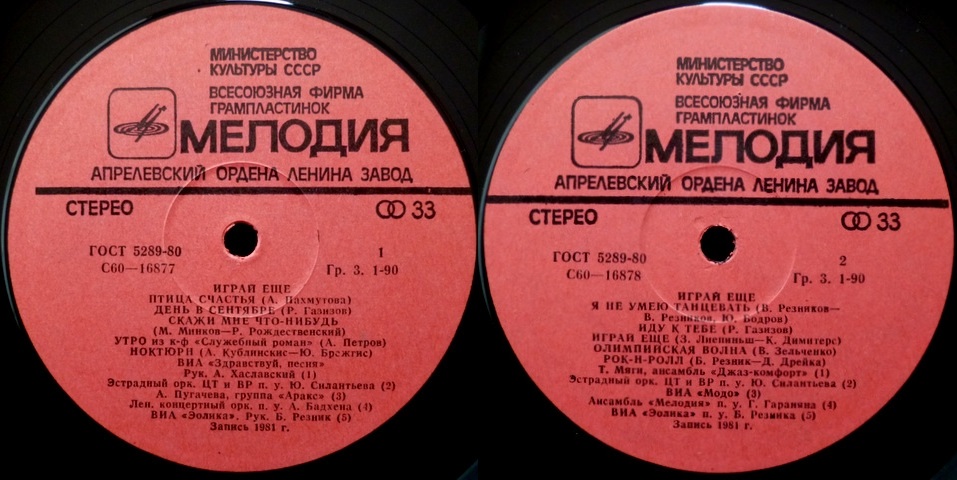 МИНИСТЕРСТВО
КУЛЬТУРЫ СССР
ВСЕСОЮЗНАЯ ФИРМА
ГРАМПЛАСТИНОК
МЕЛОДИЯ
АПРЕЛЕВСКИЙ ОРДЕНА ЛЕНИНА ЗАВОД
СТЕРЕО 33
ГОСТ 5289-80 1
С60—16877 Гр. 3. 1-90
ИГРАЙ ЕЩЕ
ПТИЦА СЧАСТЬЯ (А. Пахмутова)
ДЕНЬ В СЕНТЯБРЕ (Р. Газизов)
СКАЖИ МНЕ ЧТО-НИБУДЬ
(М. Минков—Р. Рождественский)
УТРО из к-ф «Служебный роман» (А. Петров)
НОКТЮРН (А. Кублинскис—Ю. Брежгис)
ВИА «Здравствуй, песня»
Рук. А. Хаславский (1)
Эстрадный орк. ЦТ и ВР п. у. Ю. Силантьева (2)
А. Пугачева, группа «Аракс» (3)
Лен. концертный орк. п. у. А. Бадхена (4)
ВИА «Эолика». Рук. Б. Резник (5)
Запись 1981 г.
МИНИСТЕРСТВО
КУЛЬТУРЫ СССР
ВСЕСОЮЗНАЯ ФИРМА
ГРАМПЛАСТИНОК
МЕЛОДИЯ
АПРЕЛЕВСКИЙ ОРДЕНА ЛЕНИНА ЗАВОД
СТЕРЕО 33
ГОСТ 5289-80 2
С60—16878 Гр. 3. 1-90
ИГРАЙ ЕЩЕ
Я НЕ УМЕЮ ТАНЦЕВАТЬ (В. Резников—
В. Резников, Ю. Бодров)
ИДУ К ТЕБЕ (Р. Газизов)
ИГРАЙ ЕЩЕ (З. Лиепиньш—К. Димитерс)
ОЛИМПИЙСКАЯ ВОЛНА (В. Зельченко)
РОК-Н-РОЛЛ (Б. Резник—Д. Дрейка)
Т. Мяги, ансамбль «Джаз-комфорт» (1)
Эстрадный орк. ЦТ и ВР п. у. Ю. Силантьева (2)
ВИА «Модо» (3)
Ансамбль «Мелодия» п. у. Г. Гараняна (4)
ВИА «Эолика» п. у. Б. Резника (5)
Запись 1981 г.